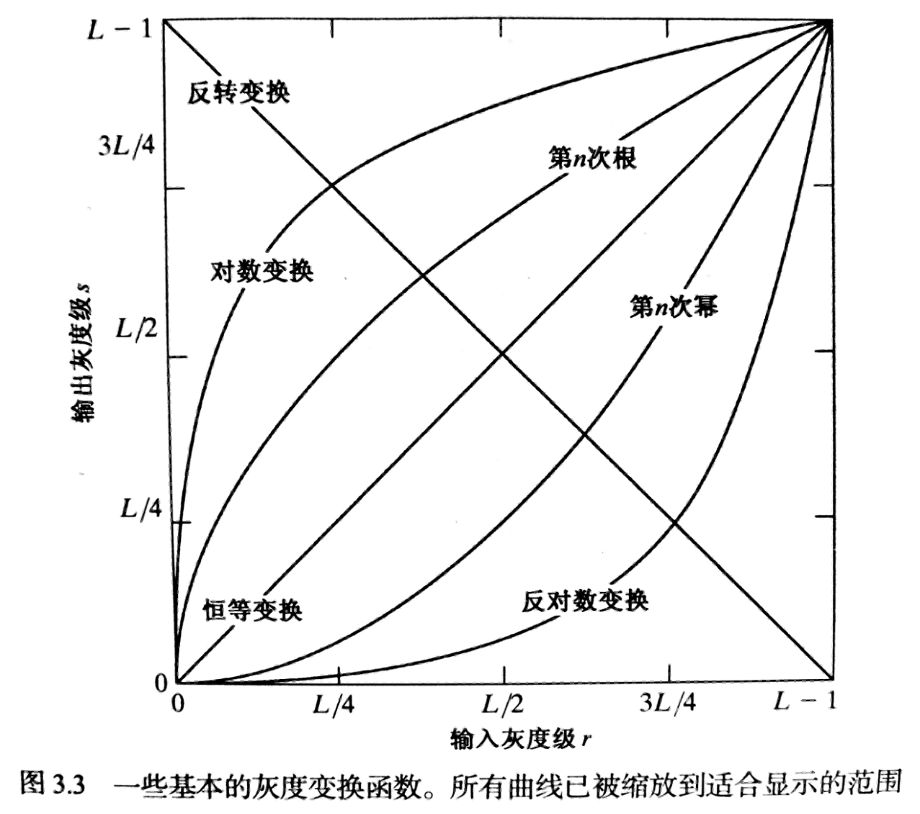 L − 1
反转变换
3L/4
第n次根
对数变换
第n次幂
L/2
输出灰度级 s
L/4
恒等变换
反对数变换
0
0 L/4 L/2 3L/4 L − 1
输入灰度级 r
图 3.3 一些基本的灰度变换函数。所有曲线已被缩放到适合显示的范围